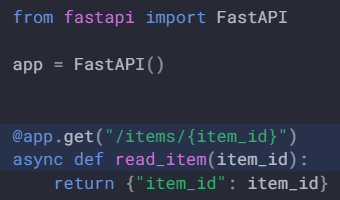 from fastapi import FastAPI
app = FastAPI()
@app.get("/items/{item_id}")
async def read_item(item_id):
    return {"item_id": item_id}